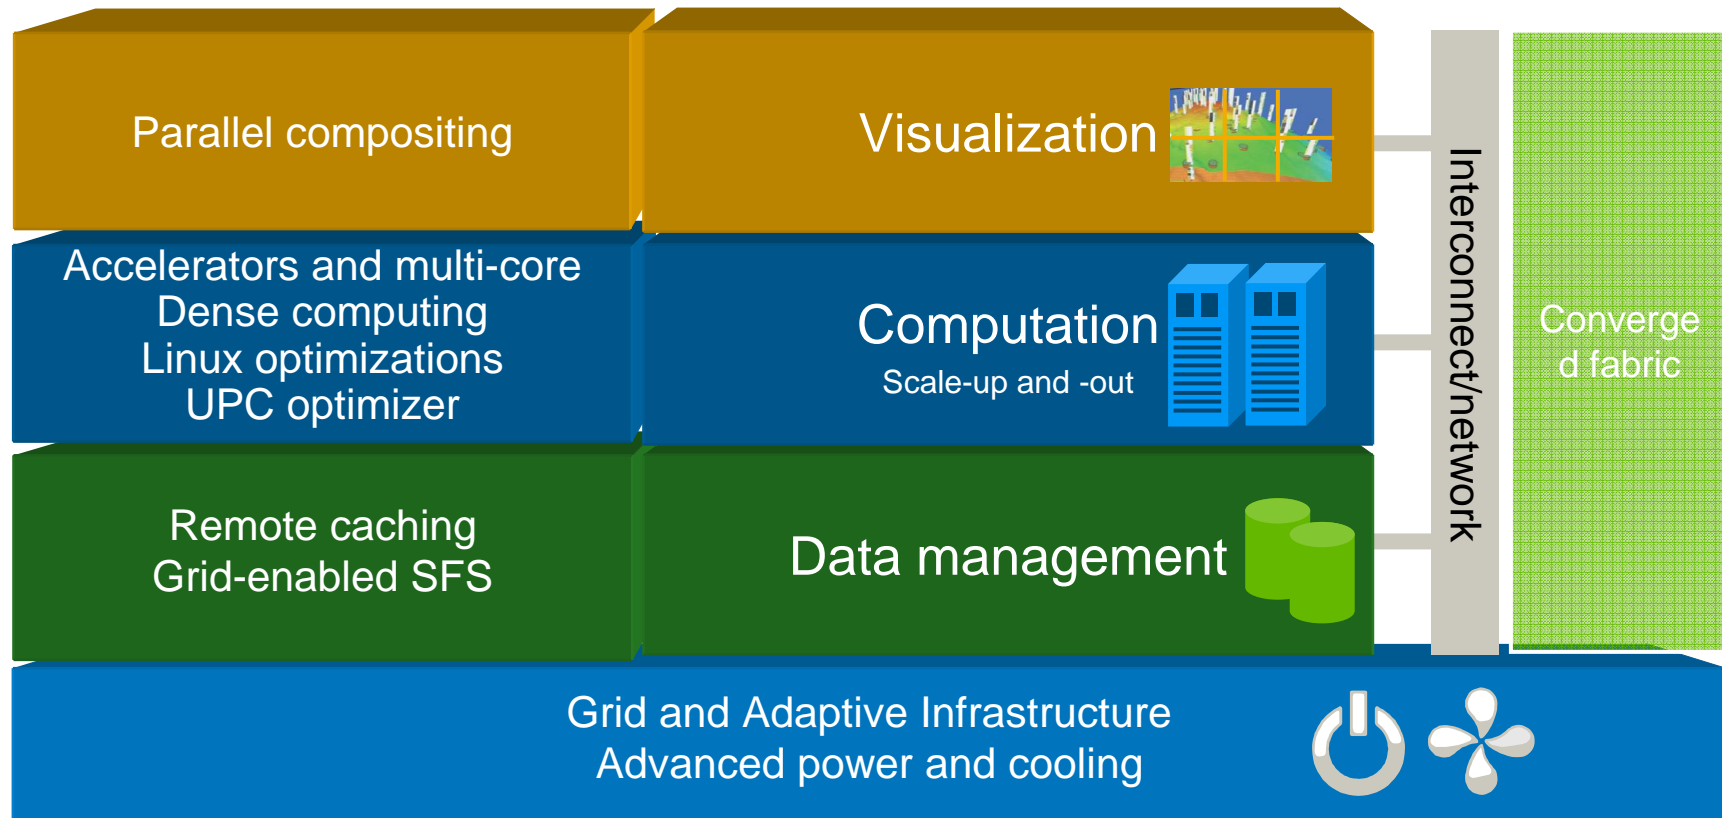 Parallel compositing
Visualization
Accelerators and multi-core
Dense computing
Linux optimizations
UPC optimizer
Computation
Scale-up and -out
Remote caching
Grid-enabled SFS
Data management
Interconnect/network
Converge
d fabric
Grid and Adaptive Infrastructure
Advanced power and cooling